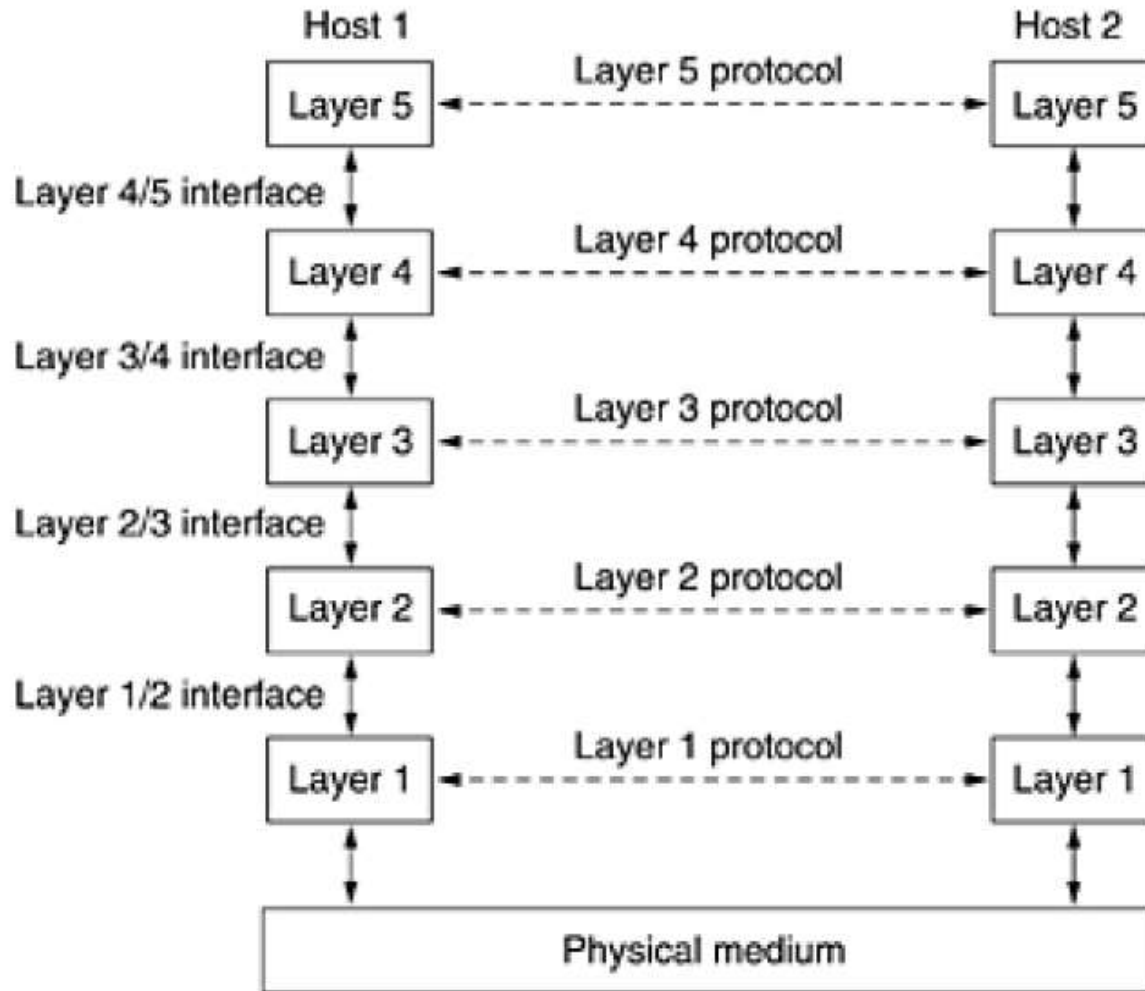 Host 1
Host 2
Layer 5 protocol
Layer 5
Layer 5
Layer 4/5 interface
Layer 4 protocol
Layer 4
Layer 4
Layer 3/4 interface
Layer 3 protocol
Layer 3
Layer 3
Layer 2/3 interface
Layer 2 protocol
Layer 2
Layer 2
Layer 1/2 interface
Layer 1 protocol
Layer 1
Layer 1
Physical medium